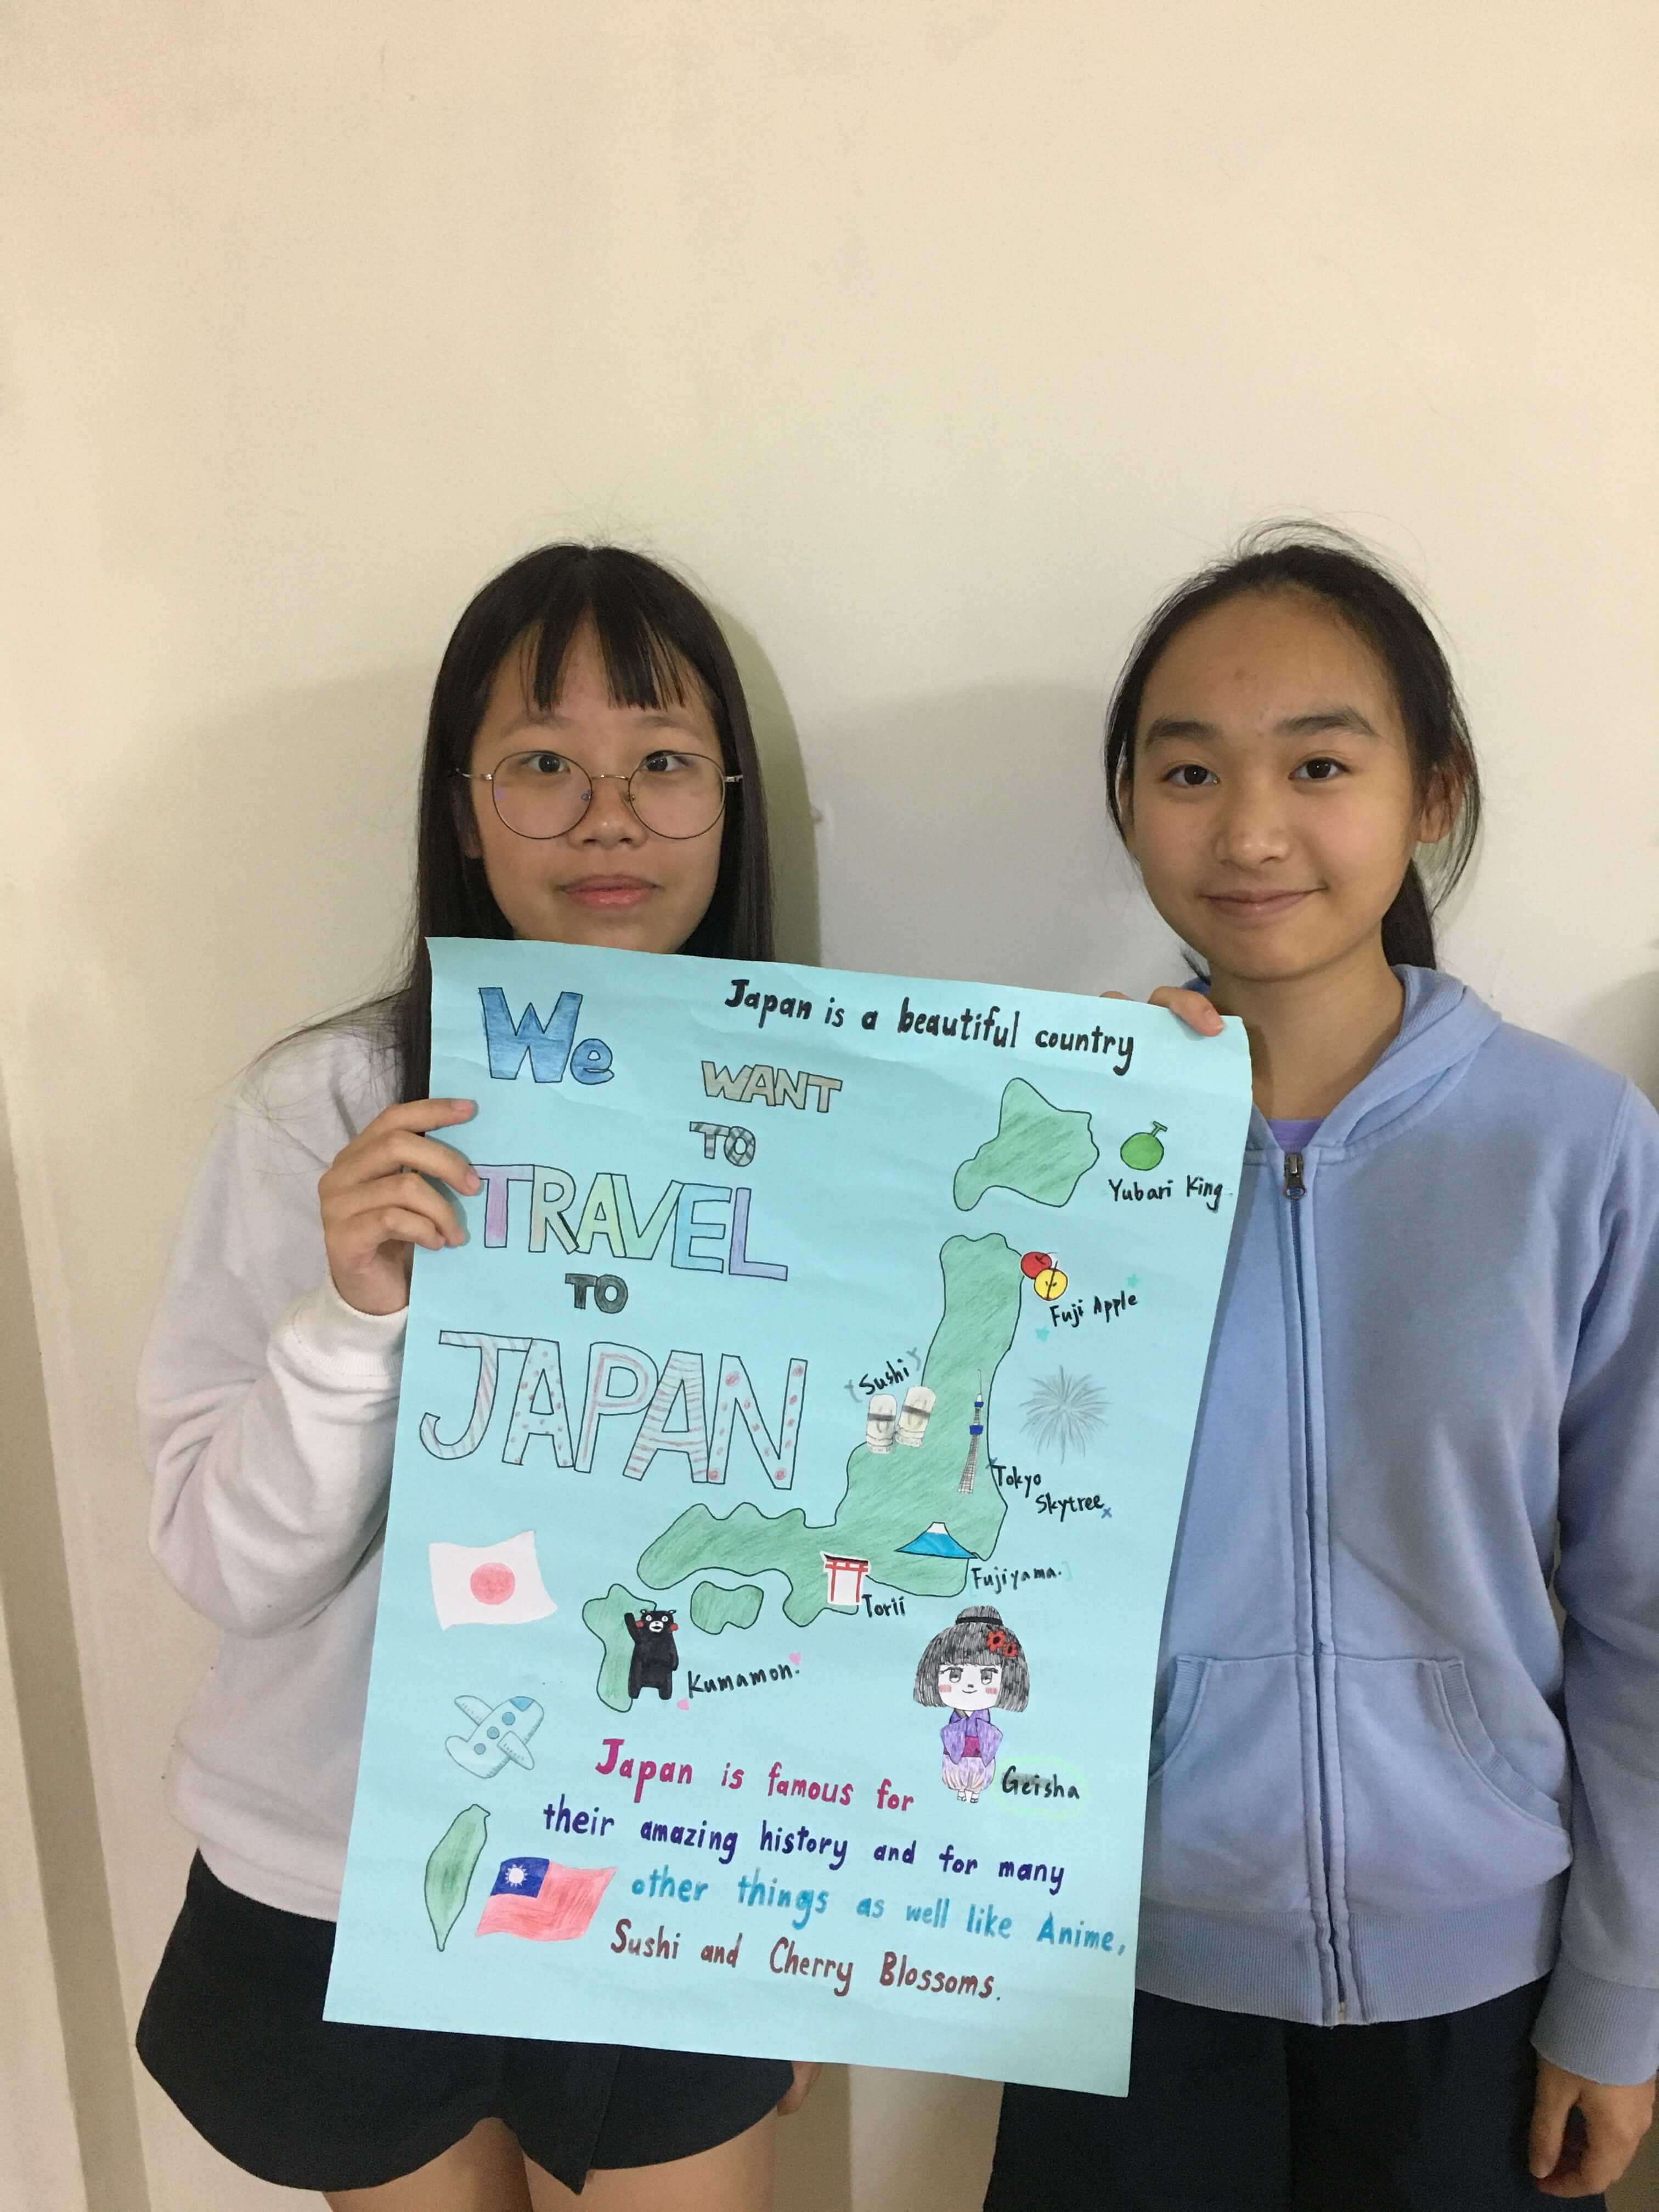 Japan is a beautiful country
We
WANT
TO
TRAVEL
TO
JAPAN
Yubari King
Fuji Apple
Sushi
Tokyo
Skytree
Fujiyama.
Torii
Kumamon.
Geisha
Japan is famous for
their amazing history and for many
other things as well like Anime,
Sushi and Cherry Blossoms.